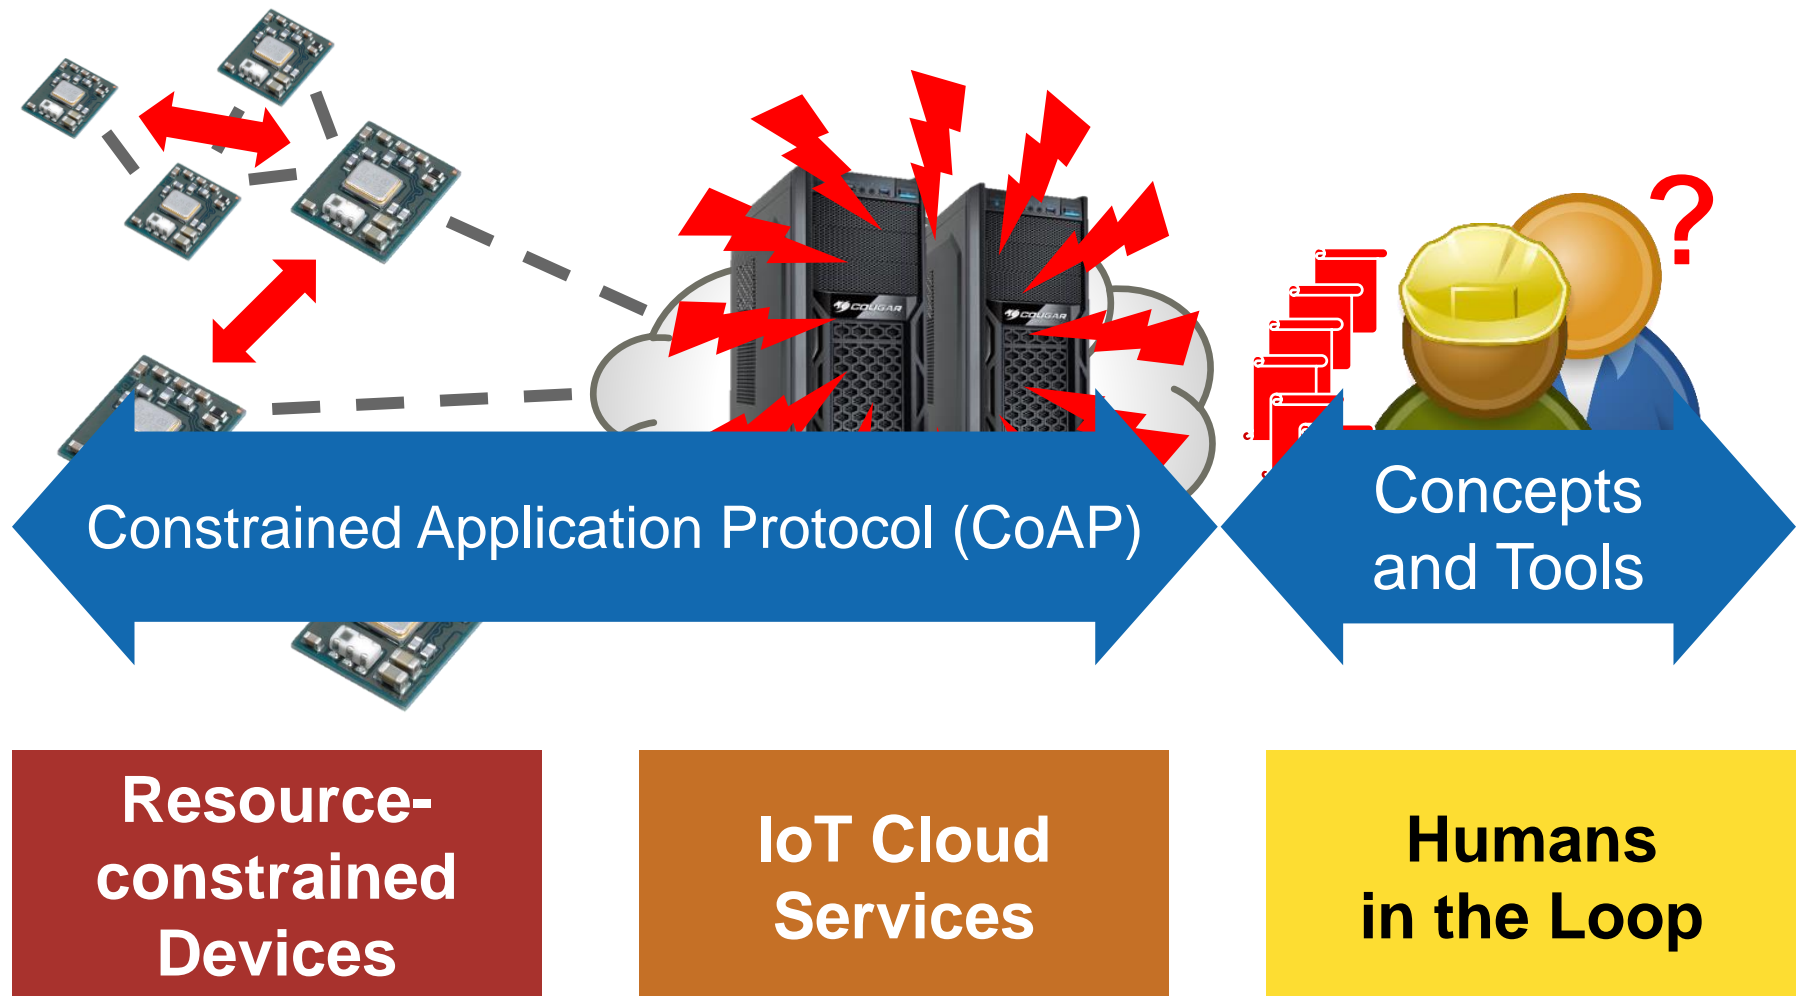 ?
COUGAR
COUGAR
Constrained Application Protocol (CoAP)
Concepts
and Tools
Resource-
constrained
Devices
IoT Cloud
Services
Humans
in the Loop